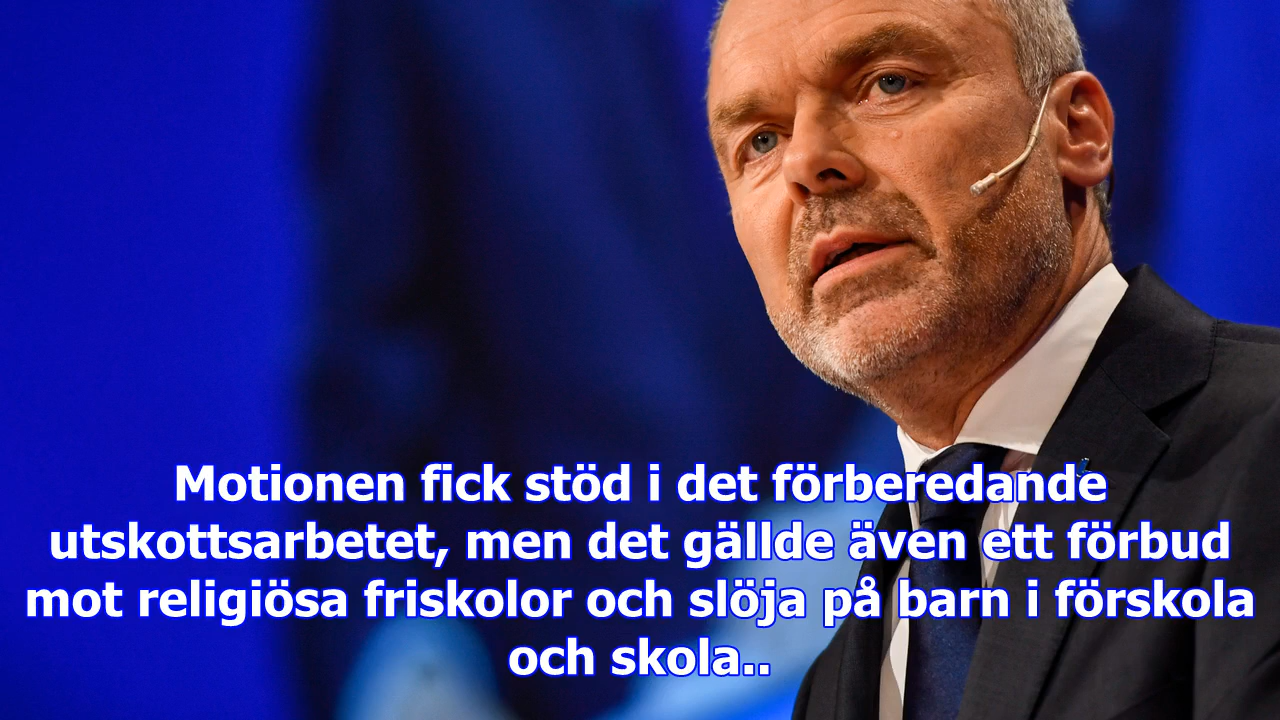 Motionen fick stöd i det förberedande
utskottsarbetet, men det gällde även ett förbud
mot religiösa friskolor och slöja på barn i förskola
och skola..